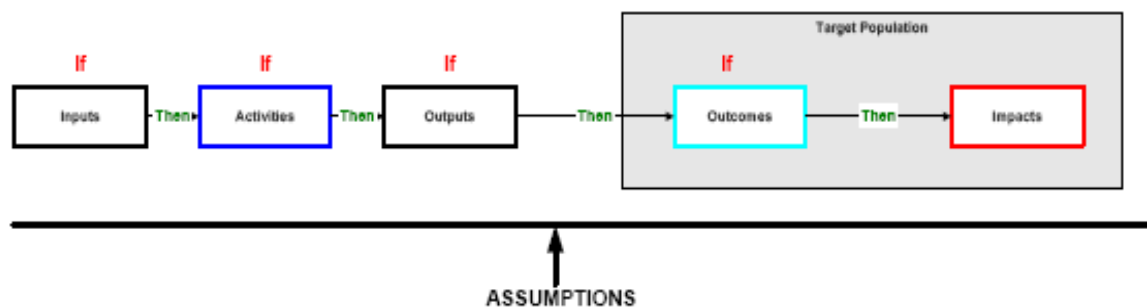 Target Population
If If If If
Inputs Then Activities Then Outputs Then Outcomes Then Impacts
ASSUMPTIONS